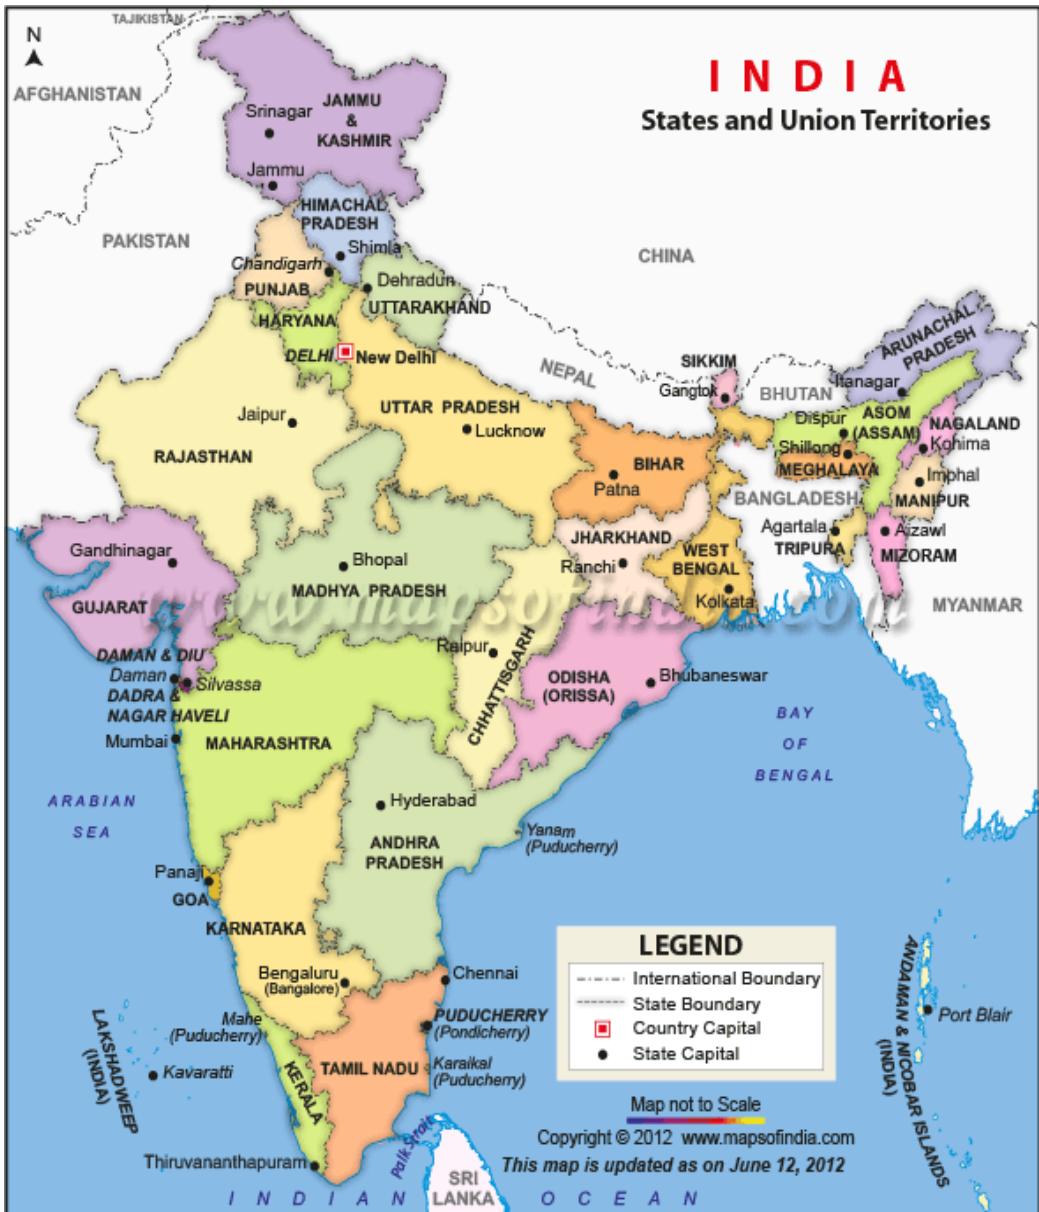 TAJIKISTAN
N
AFGHANISTAN
I N D I A
States and Union Territories
JAMMU
&
KASHMIR
Srinagar
Jammu
HIMACHAL
PRADESH
Shimla
PAKISTAN
CHINA
Chandigarh
PUNJAB
Dehradun
UTTARAKHAND
HARYANA
DELHI
New Delhi
NEPAL
SIKKIM
Gangtok
BHUTAN
ARUNACHAL
PRADESH
Itanagar
Jaipur
RAJASTHAN
UTTAR PRADESH
Lucknow
BIHAR
Patna
Dispur
ASOM
(ASSAM)
NAGALAND
Kohima
Shillong
MEGHALAYA
Imphal
MANIPUR
BANGLADESH
Agartala
TRIPURA
Aizawl
MIZORAM
MYANMAR
Gandhinagar
GUJARAT
Bhopal
MADHYA PRADESH
JHARKHAND
Ranchi
WEST
BENGAL
Kolkata
www.mapsofindia.com
DAMAN & DIU
Daman
Silvassa
DADRA &
NAGAR HAVELI
Mumbai
MAHARASHTRA
Raipur
CHHATTISGARH
ODISHA
(ORISSA)
Bhubaneswar
BAY
OF
BENGAL
ARABIAN
SEA
Hyderabad
ANDHRA
PRADESH
Yanam
(Puducherry)
Panaji
GOA
KARNATAKA
Bengaluru
(Bangalore)
Chennai
LEGEND
International Boundary
State Boundary
Country Capital
State Capital
Mahe
(Puducherry)
PUDUCHERRY
(Pondicherry)
LAKSHADWEEP
(INDIA)
Kavaratti
KERALA
TAMIL NADU
Karaikal
(Puducherry)
ANDAMAN & NICOBAR ISLANDS
(INDIA)
Port Blair
Thiruvananthapuram
Palk Strait
SRI
LANKA
Map not to Scale
Copyright © 2012 www.mapsofindia.com
This map is updated as on June 12, 2012
I N D I A N O C E A N